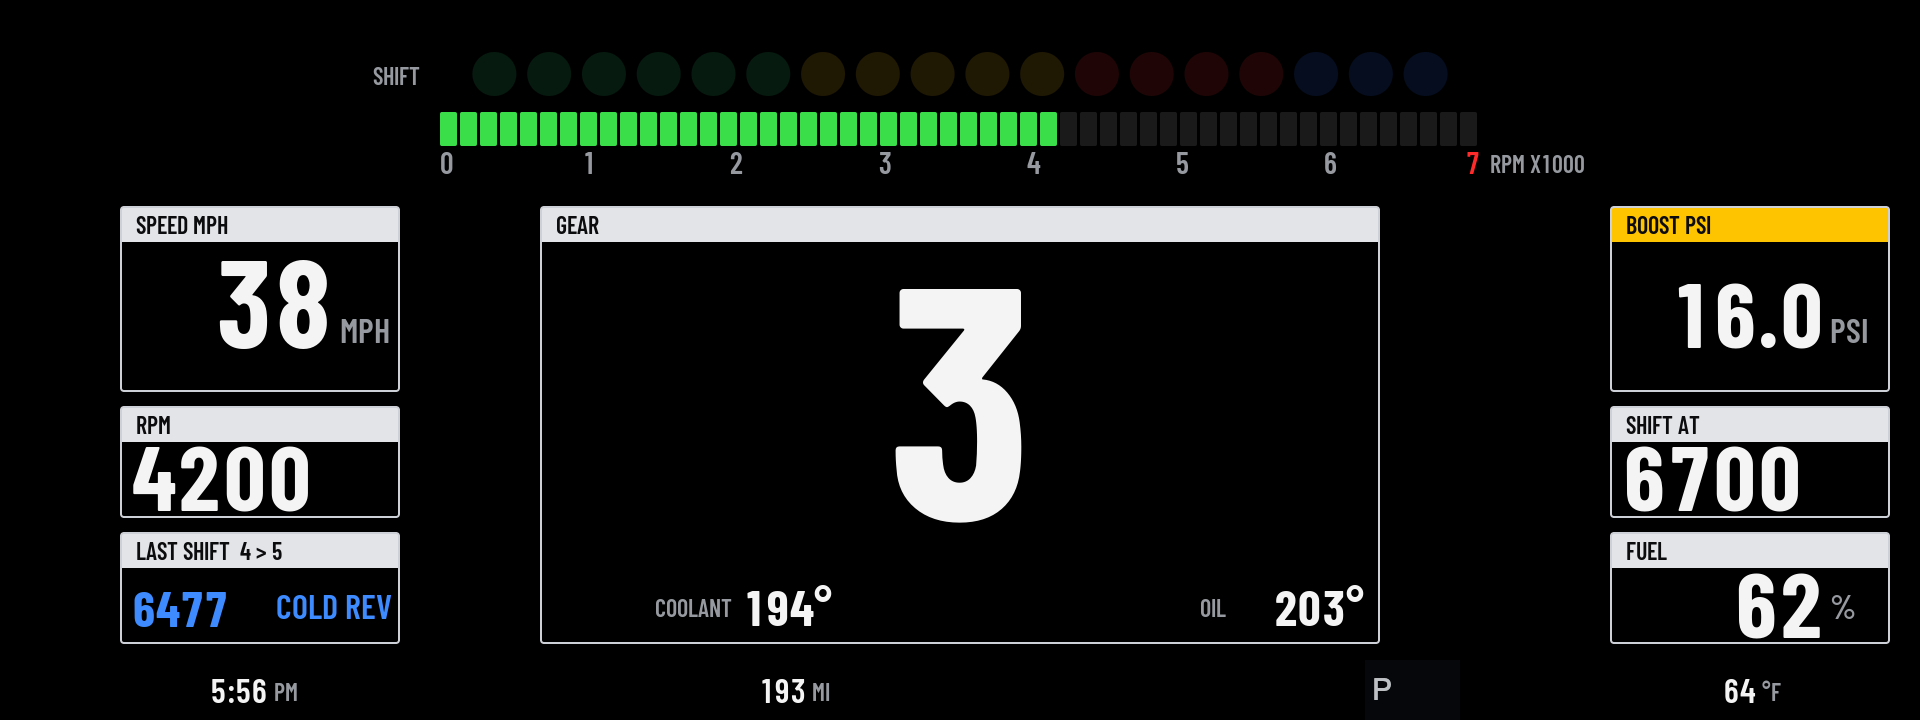 SHIFT
0 1 2 3 4 5 6 7 RPM X1000
SPEED MPH
38 MPH
RPM
4200
LAST SHIFT 4 > 5
6477 COLD REV
GEAR
3
COOLANT 194° OIL 203°
BOOST PSI
16.0 PSI
SHIFT AT
6700
FUEL
62 %
5:56 PM 193 MI P 64 °F